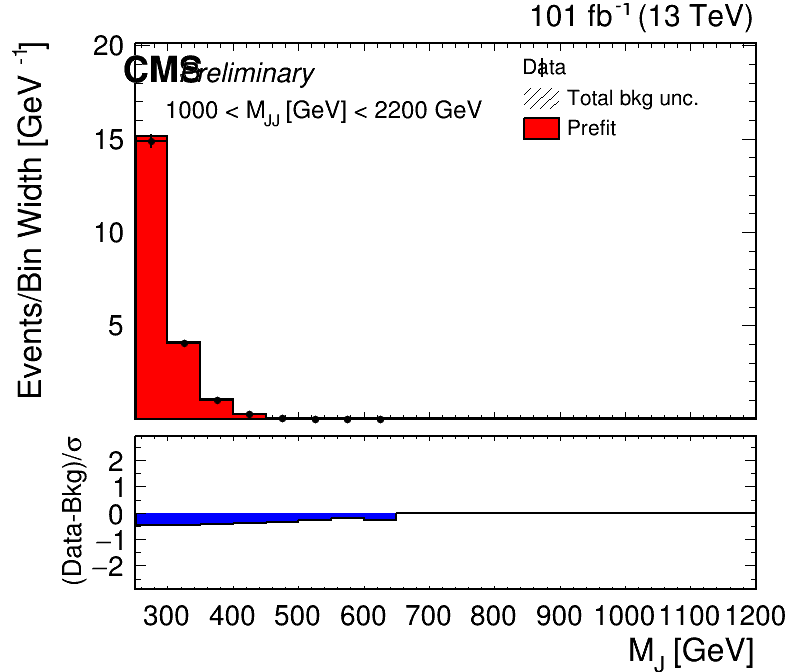 101 fb⁻¹ (13 TeV)
Events/Bin Width [GeV⁻¹]
20
15
10
5
CMS Preliminary
1000 < M_JJ [GeV] < 2200 GeV
Data
Total bkg unc.
Prefit
(Data-Bkg)/σ
2
1
0
−1
−2
300 400 500 600 700 800 900 1000 1100 1200
M_J [GeV]